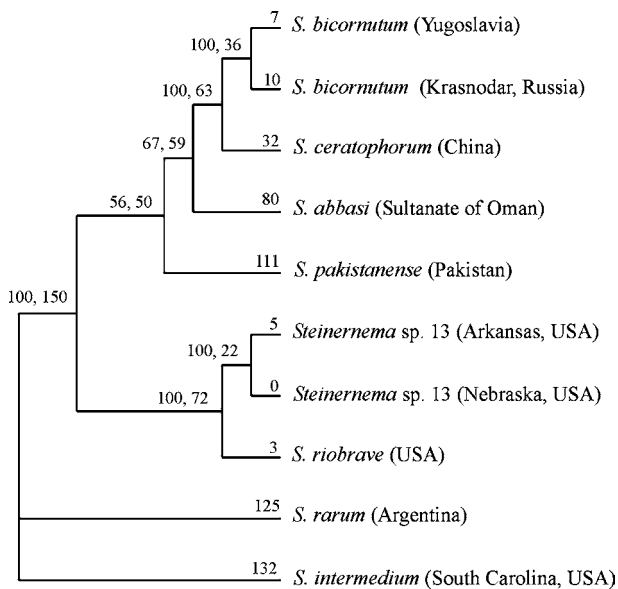 7
S. bicornutum (Yugoslavia)
100, 36
10
S. bicornutum (Krasnodar, Russia)
100, 63
67, 59
32
S. ceratophorum (China)
56, 50
80
S. abbasi (Sultanate of Oman)
111
S. pakistanense (Pakistan)
100, 150
5
Steinernema sp. 13 (Arkansas, USA)
100, 22
0
Steinernema sp. 13 (Nebraska, USA)
100, 72
3
S. riobrave (USA)
125
S. rarum (Argentina)
132
S. intermedium (South Carolina, USA)